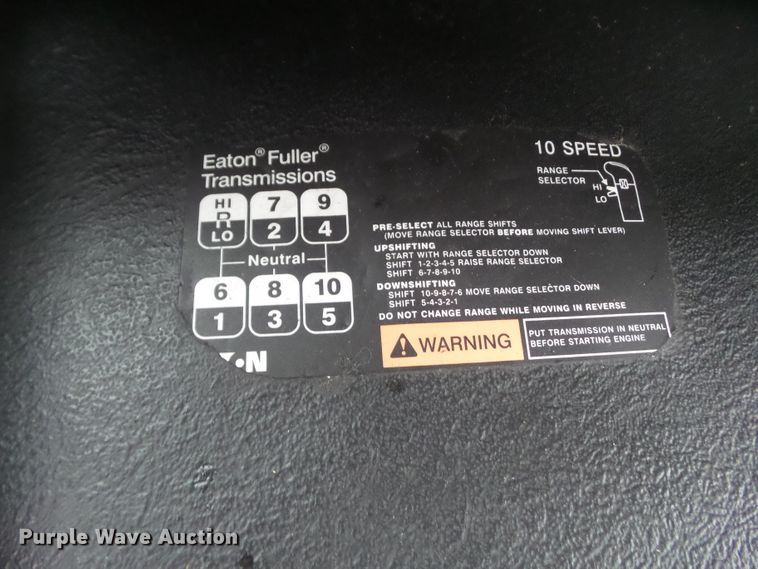 Eaton® Fuller®
Transmissions
HI
R
LO
7
2
9
4
Neutral
6
1
8
3
10
5
10 SPEED
RANGE
SELECTOR
HI
LO
PRE-SELECT ALL RANGE SHIFTS
(MOVE RANGE SELECTOR BEFORE MOVING SHIFT LEVER)
UPSHIFTING
START WITH RANGE SELECTOR DOWN
SHIFT 1-2-3-4-5 RAISE RANGE SELECTOR
SHIFT 6-7-8-9-10
DOWNSHIFTING
SHIFT 10-9-8-7-6 MOVE RANGE SELECTOR DOWN
SHIFT 5-4-3-2-1
DO NOT CHANGE RANGE WHILE MOVING IN REVERSE
WARNING
PUT TRANSMISSION IN NEUTRAL
BEFORE STARTING ENGINE
Purple Wave Auction